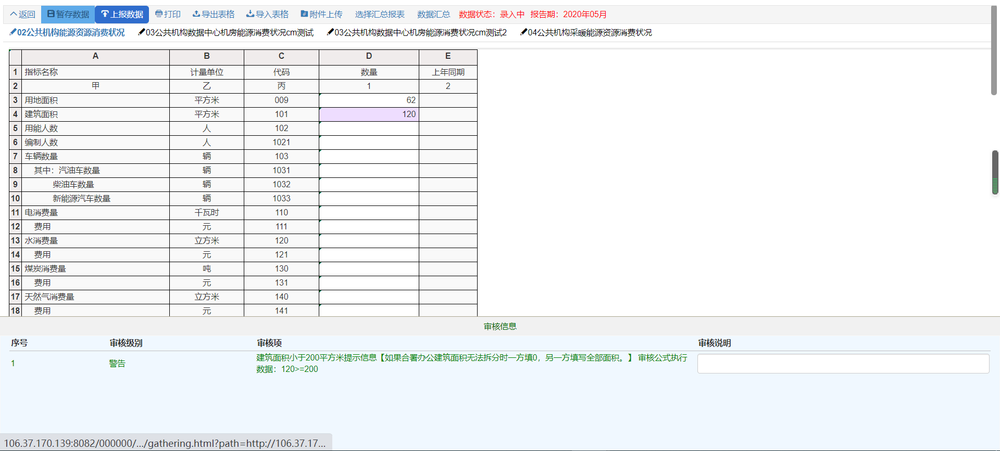 返回 暂存数据 上报数据 打印 导出表格 导入表格 附件上传 选择汇总报表 数据汇总 数据状态：录入中 报告期：2020年05月
02公共机构能源资源消费状况 03公共机构数据中心机房能源消费状况cm测试 03公共机构数据中心机房能源消费状况cm测试2 04公共机构采暖能源资源消费状况
A B C D E
1 指标名称 计量单位 代码 数量 上年同期
2 甲 乙 丙 1 2
3 用地面积 平方米 009 62
4 建筑面积 平方米 101 120
5 用能人数 人 102
6 编制人数 人 1021
7 车辆数量 辆 103
8 其中：汽油车数量 辆 1031
9 柴油车数量 辆 1032
10 新能源汽车数量 辆 1033
11 电消费量 千瓦时 110
12 费用 元 111
13 水消费量 立方米 120
14 费用 元 121
15 煤炭消费量 吨 130
16 费用 元 131
17 天然气消费量 立方米 140
18 费用 元 141
审核信息
序号 审核级别 审核项 审核说明
1 警告 建筑面积小于200平方米提示信息【如果合署办公建筑面积无法拆分时一方填0，另一方填写全部面积。】 审核公式执行
数据：120>=200
106.37.170.139:8082/000000/.../gathering.html?path=http://106.37.17...